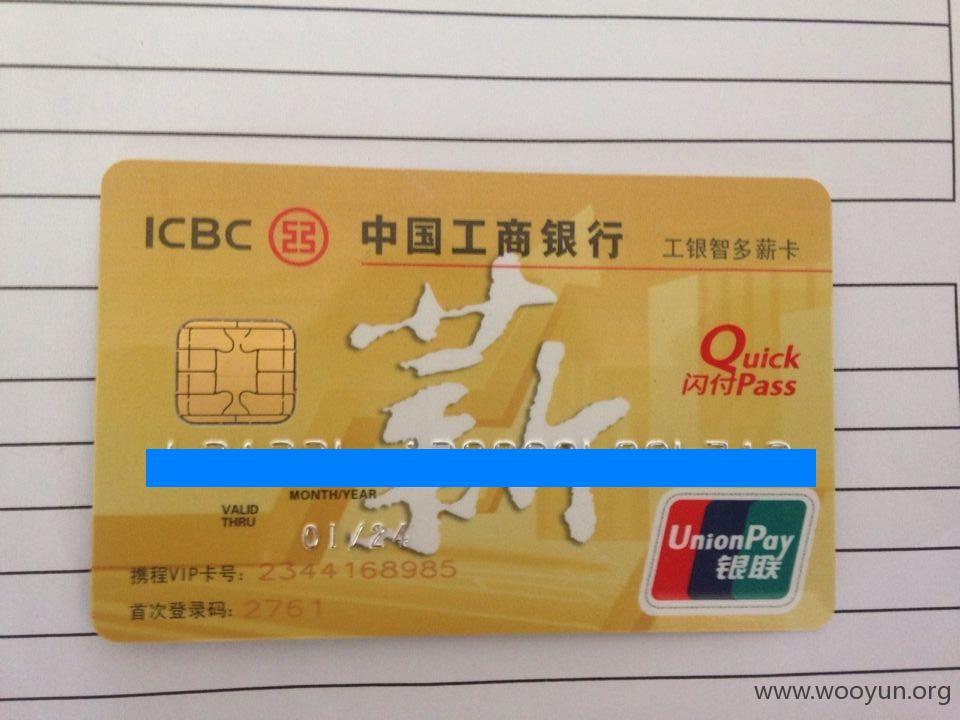 ICBC 中国工商银行 工银智多薪卡
薪
Quick
闪付Pass
MONTH/YEAR
VALID
THRU
01/24
UnionPay
银联
携程VIP卡号: 2344168985
首次登录码: 2761
www.wooyun.org